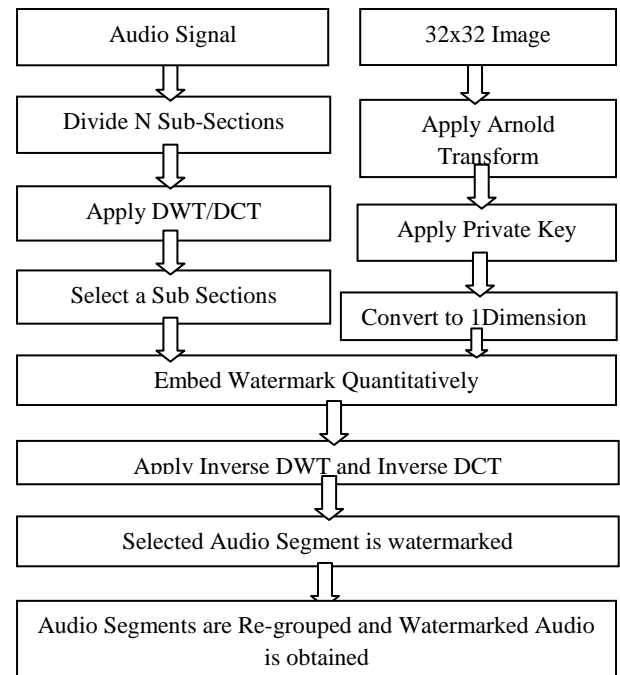 Audio Signal
32x32 Image
Divide N Sub-Sections
Apply Arnold
Transform
Apply DWT/DCT
Apply Private Key
Select a Sub Sections
Convert to 1Dimension
Embed Watermark Quantitatively
Apply Inverse DWT and Inverse DCT
Selected Audio Segment is watermarked
Audio Segments are Re-grouped and Watermarked Audio
is obtained